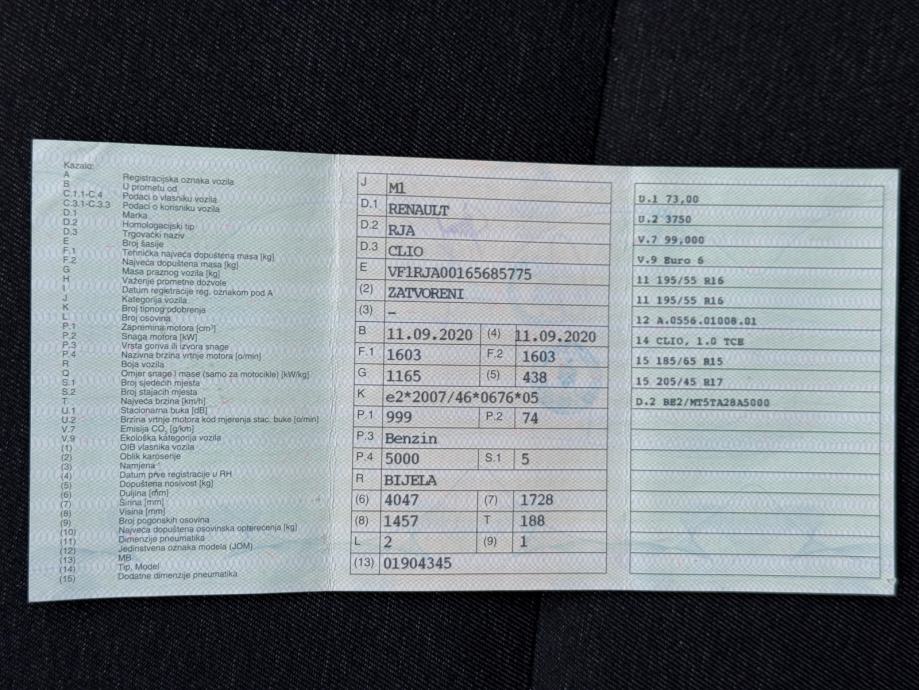 Kazalo:
A Registracijska oznaka vozila
B U prometu od
C.1.1-C.4 Podaci o vlasniku vozila
C.3.1-C.3.3 Podaci o korisniku vozila
D.1 Marka
D.2 Homologacijski tip
D.3 Trgovački naziv
E Broj šasije
F.1 Tehnička najveća dopuštena masa [kg]
F.2 Najveća dopuštena masa [kg]
G Masa praznog vozila [kg]
H Važenje prometne dozvole
I Datum registracije reg. oznakom pod A
J Kategorija vozila
K Broj tipnog odobrenja
L Broj osovina
P.1 Zapremina motora [cm³]
P.2 Snaga motora [kW]
P.3 Vrsta goriva ili izvora snage
P.4 Nazivna brzina vrtnje motora [o/min]
R Boja vozila
Q Omjer snage i mase (samo za motocikle) [kW/kg]
S.1 Broj sjedećih mjesta
S.2 Broj stajaćih mjesta
T Najveća brzina [km/h]
U.1 Stacionarna buka [dB]
U.2 Brzina vrtnje motora kod mjerenja stac. buke [o/min]
V.7 Emisija CO₂ [g/km]
V.9 Ekološka kategorija vozila
(1) OIB vlasnika vozila
(2) Oblik karoserije
(3) Namjena
(4) Datum prve registracije u RH
(5) Dopuštena nosivost [kg]
(6) Duljina [mm]
(7) Širina [mm]
(8) Visina [mm]
(9) Broj pogonskih osovina
(10) Najveća dopuštena osovinska opterećenja [kg]
(11) Dimenzije pneumatika
(12) Jedinstvena oznaka modela (JOM)
(13) MB
(14) Tip, Model
(15) Dodatne dimenzije pneumatika
J M1
D.1 RENAULT
D.2 RJA
D.3 CLIO
E VF1RJA00165685775
(2) ZATVORENI
(3) –
B 11.09.2020 (4) 11.09.2020
F.1 1603 F.2 1603
G 1165 (5) 438
K e2*2007/46*0676*05
P.1 999 P.2 74
P.3 Benzin
P.4 5000 S.1 5
R BIJELA
(6) 4047 (7) 1728
(8) 1457 T 188
L 2 (9) 1
(13) 01904345
U.1 73,00
U.2 3750
V.7 99,000
V.9 Euro 6
11 195/55 R16
11 195/55 R16
12 A.0556.01008.01
14 CLIO, 1.0 TCE
15 185/65 R15
15 205/45 R17
D.2 BE2/MT5TA28A5000